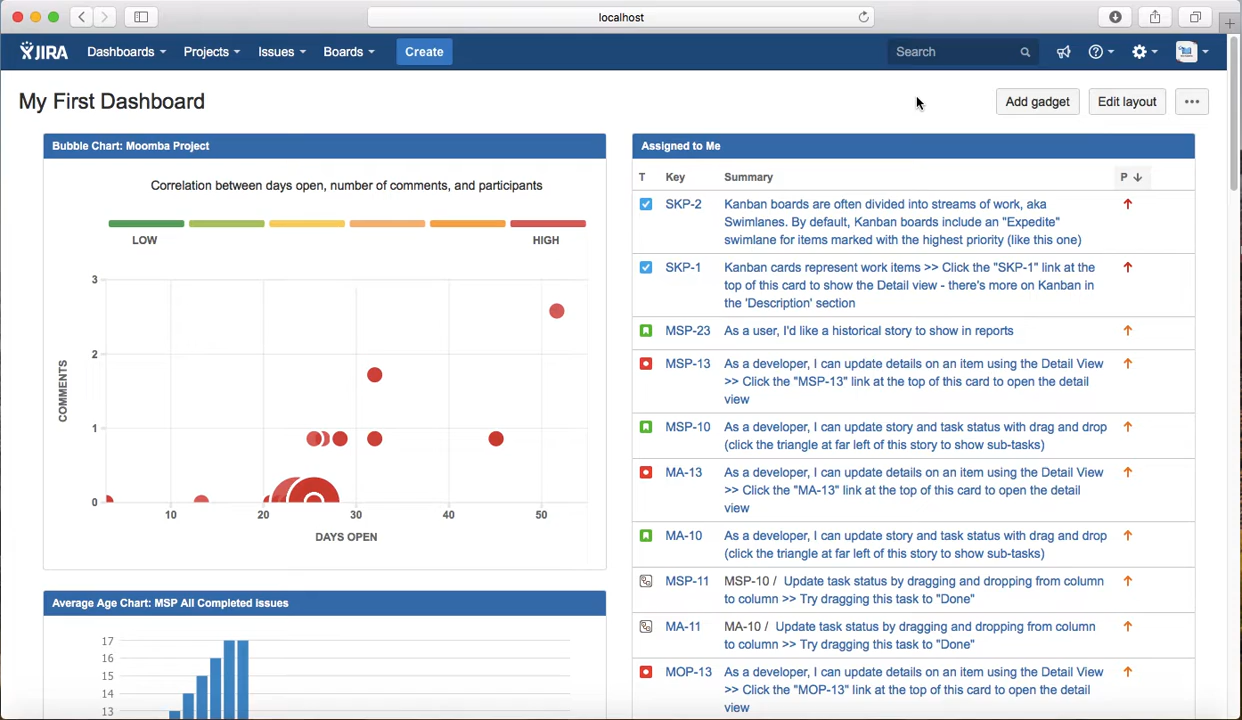 localhost
JIRA
Dashboards
Projects
Issues
Boards
Create
Search
My First Dashboard
Add gadget
Edit layout
Bubble Chart: Moomba Project
Correlation between days open, number of comments, and participants
LOW
HIGH
COMMENTS
3
2
1
0
10
20
30
40
50
DAYS OPEN
Average Age Chart: MSP All Completed issues
17
16
15
14
13
Assigned to Me
T Key Summary P
SKP-2 Kanban boards are often divided into streams of work, aka
Swimlanes. By default, Kanban boards include an "Expedite"
swimlane for items marked with the highest priority (like this one)
SKP-1 Kanban cards represent work items >> Click the "SKP-1" link at the
top of this card to show the Detail view - there's more on Kanban in
the 'Description' section
MSP-23 As a user, I'd like a historical story to show in reports
MSP-13 As a developer, I can update details on an item using the Detail View
>> Click the "MSP-13" link at the top of this card to open the detail
view
MSP-10 As a developer, I can update story and task status with drag and drop
(click the triangle at far left of this story to show sub-tasks)
MA-13 As a developer, I can update details on an item using the Detail View
>> Click the "MA-13" link at the top of this card to open the detail
view
MA-10 As a developer, I can update story and task status with drag and drop
(click the triangle at far left of this story to show sub-tasks)
MSP-11 MSP-10 / Update task status by dragging and dropping from column
to column >> Try dragging this task to "Done"
MA-11 MA-10 / Update task status by dragging and dropping from column
to column >> Try dragging this task to "Done"
MOP-13 As a developer, I can update details on an item using the Detail View
>> Click the "MOP-13" link at the top of this card to open the detail
view